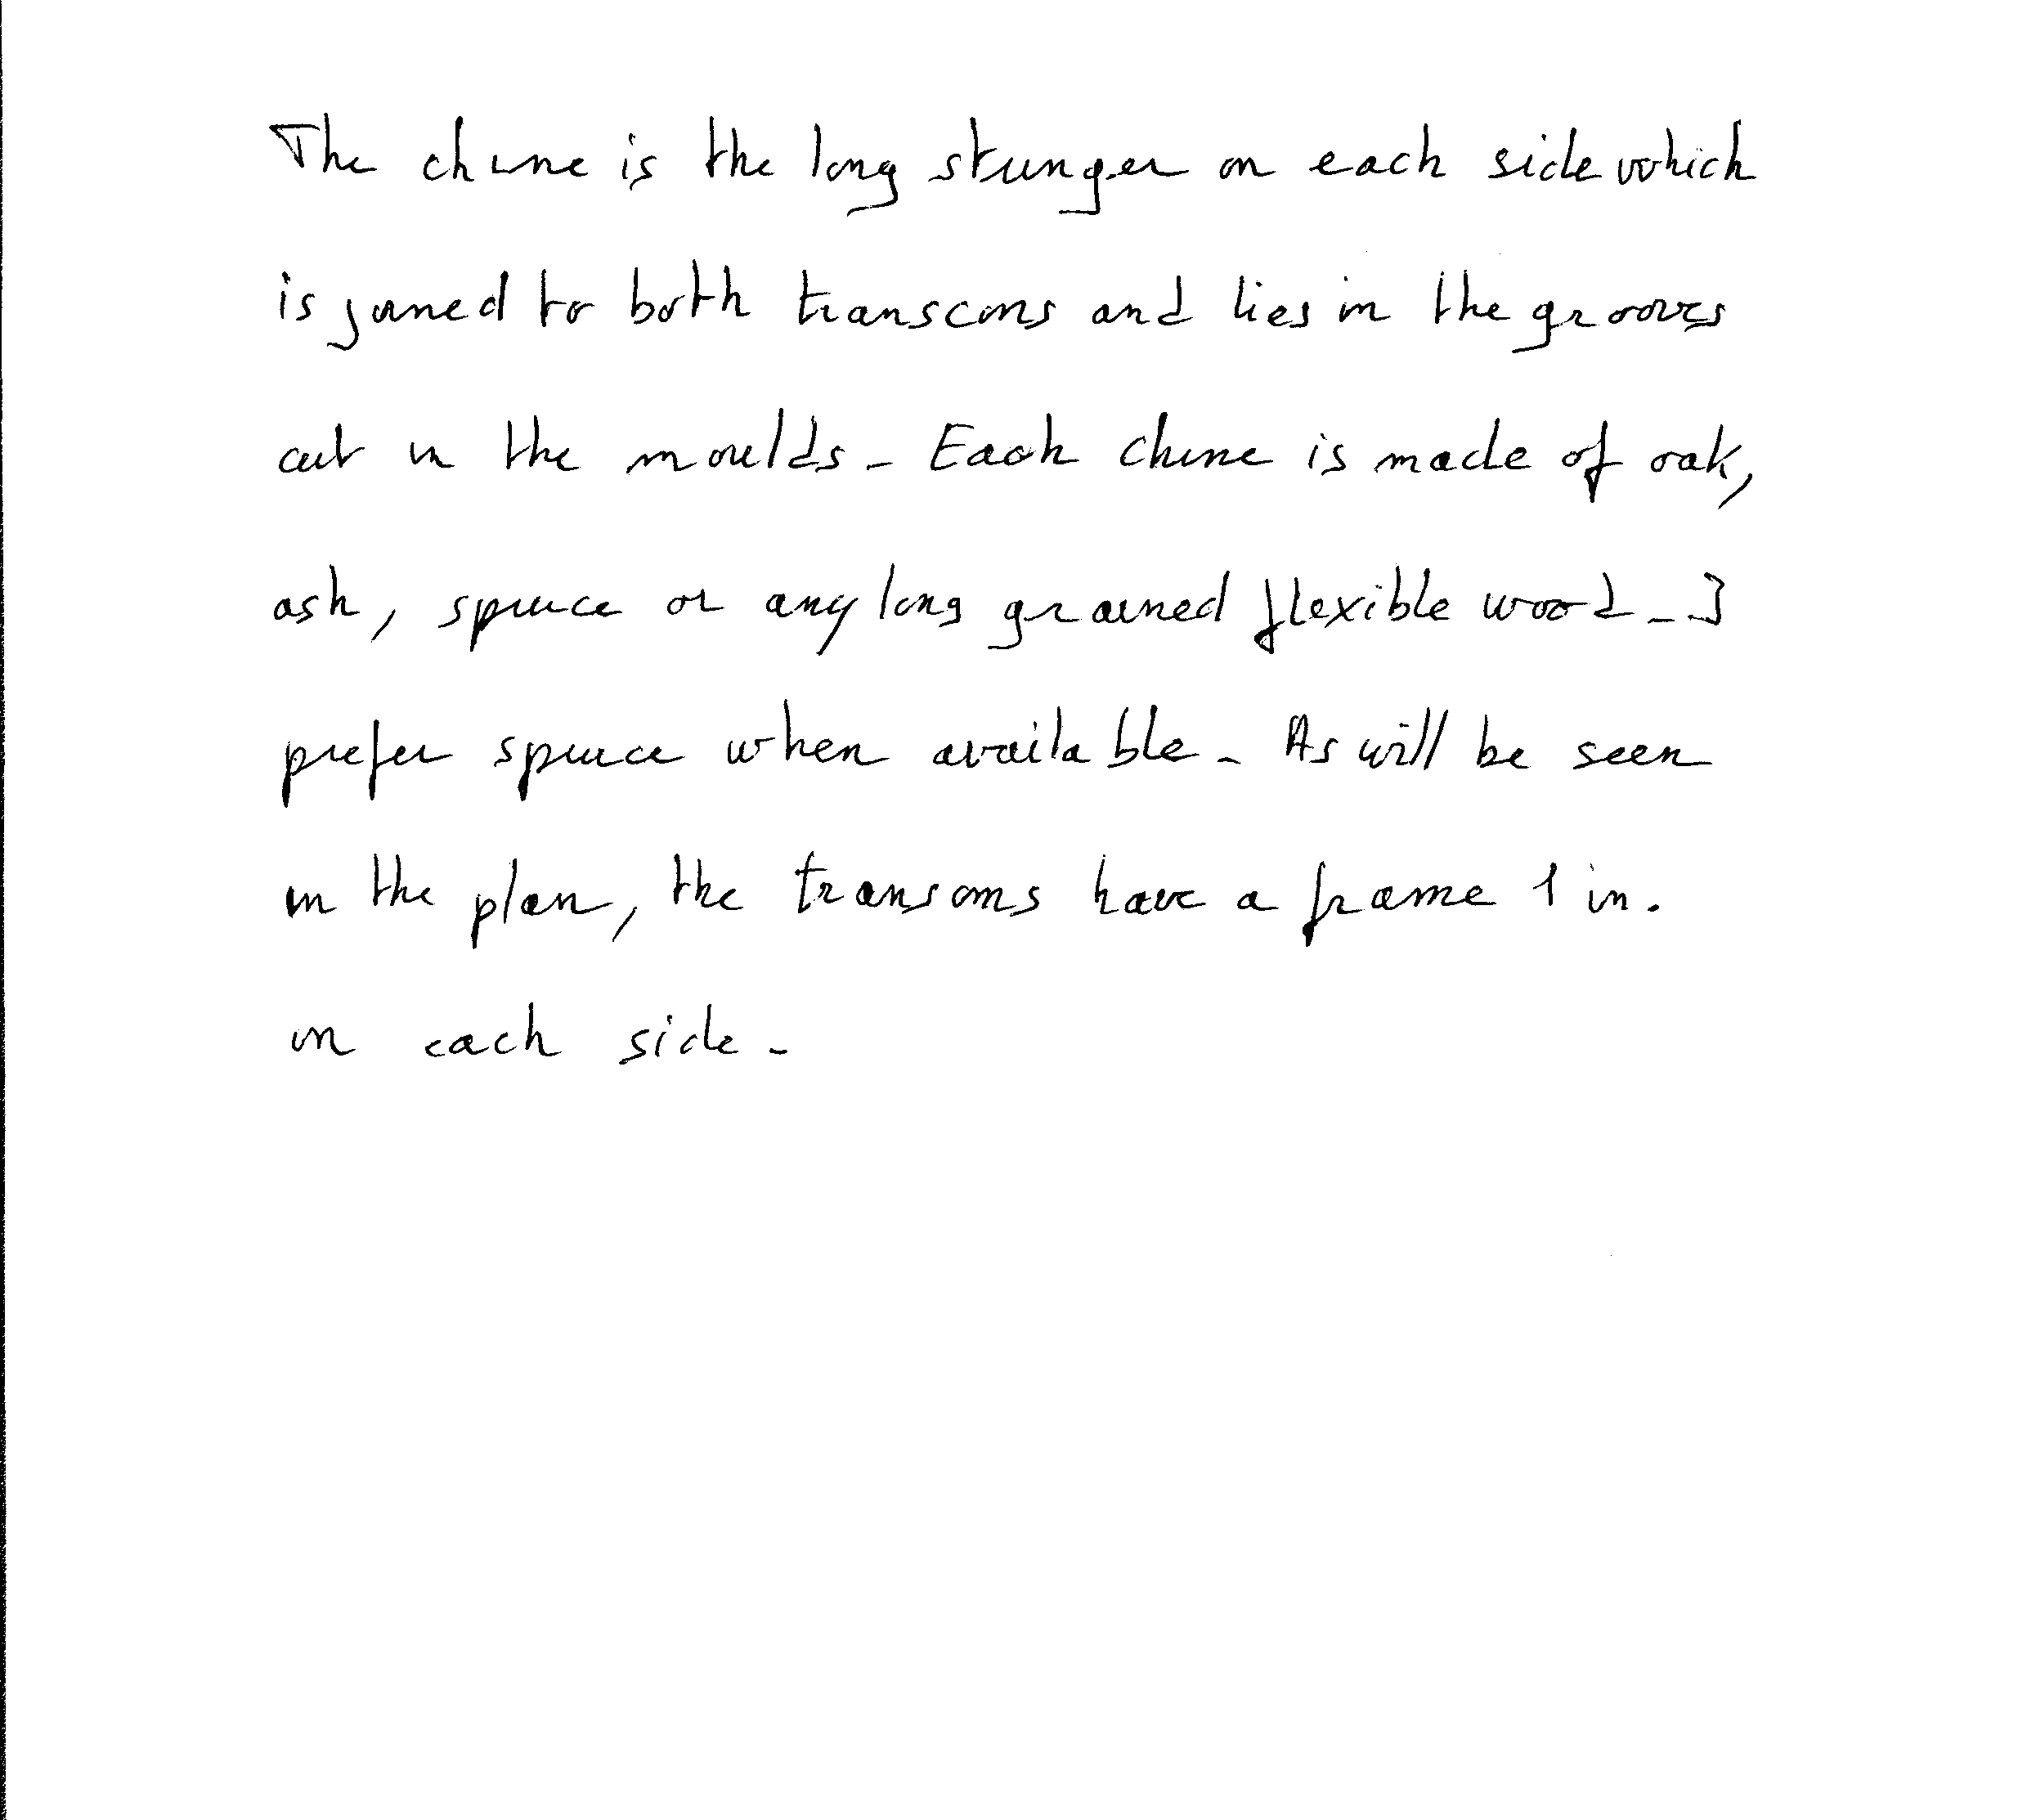 The chine is the long stringer on each side which
is joined to both transoms and lies in the grooves
cut in the moulds. Each chine is made of oak,
ash, spruce or any long grained flexible wood. I
prefer spruce when available. As will be seen
in the plan, the transoms have a frame 1 in.
on each side.